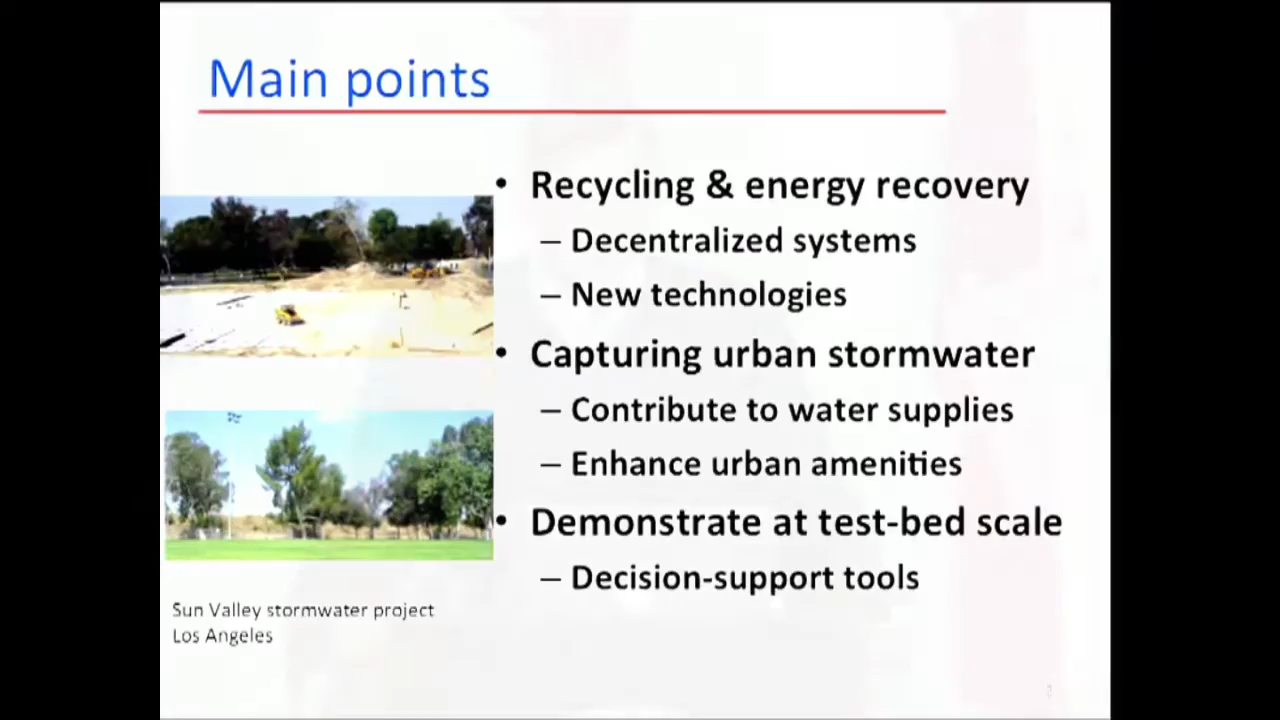 Main points
• Recycling & energy recovery
– Decentralized systems
– New technologies
• Capturing urban stormwater
– Contribute to water supplies
– Enhance urban amenities
• Demonstrate at test-bed scale
– Decision-support tools
Sun Valley stormwater project
Los Angeles
2